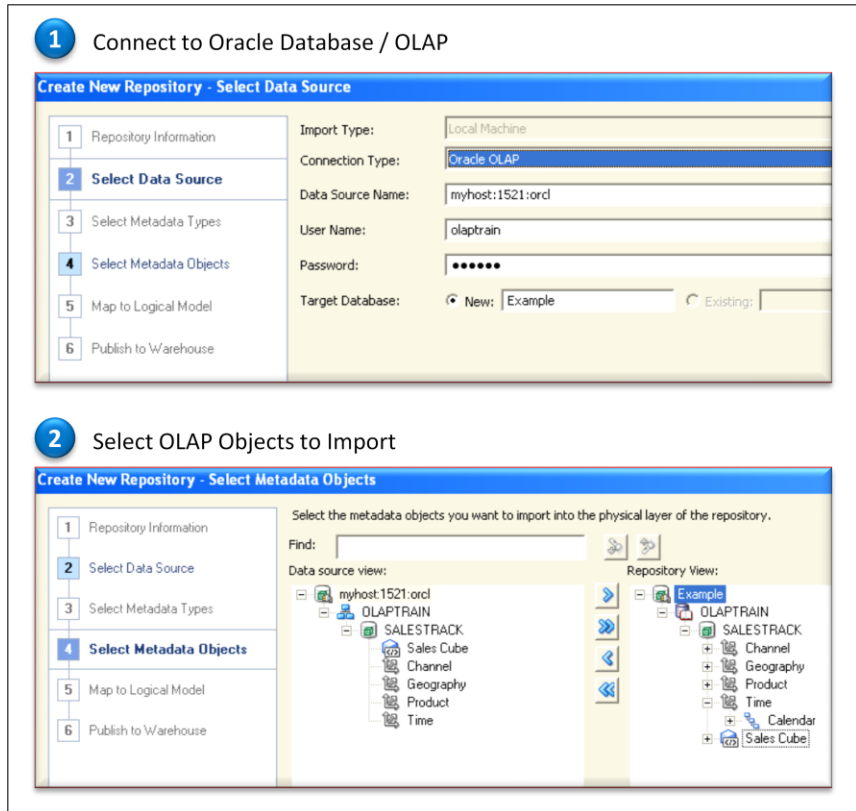 1 Connect to Oracle Database / OLAP
Create New Repository - Select Data Source
1 Repository Information
2 Select Data Source
3 Select Metadata Types
4 Select Metadata Objects
5 Map to Logical Model
6 Publish to Warehouse
Import Type: Local Machine
Connection Type: Oracle OLAP
Data Source Name: myhost:1521:orcl
User Name: olaptrain
Password: ●●●●●●
Target Database: New: Example Existing:
2 Select OLAP Objects to Import
Create New Repository - Select Metadata Objects
1 Repository Information
2 Select Data Source
3 Select Metadata Types
4 Select Metadata Objects
5 Map to Logical Model
6 Publish to Warehouse
Select the metadata objects you want to import into the physical layer of the repository.
Find:
Data source view:
myhost:1521:orcl
OLAPTRAIN
SALESTRACK
Sales Cube
Channel
Geography
Product
Time
Repository View:
Example
OLAPTRAIN
SALESTRACK
Channel
Geography
Product
Time
Calendar
Sales Cube